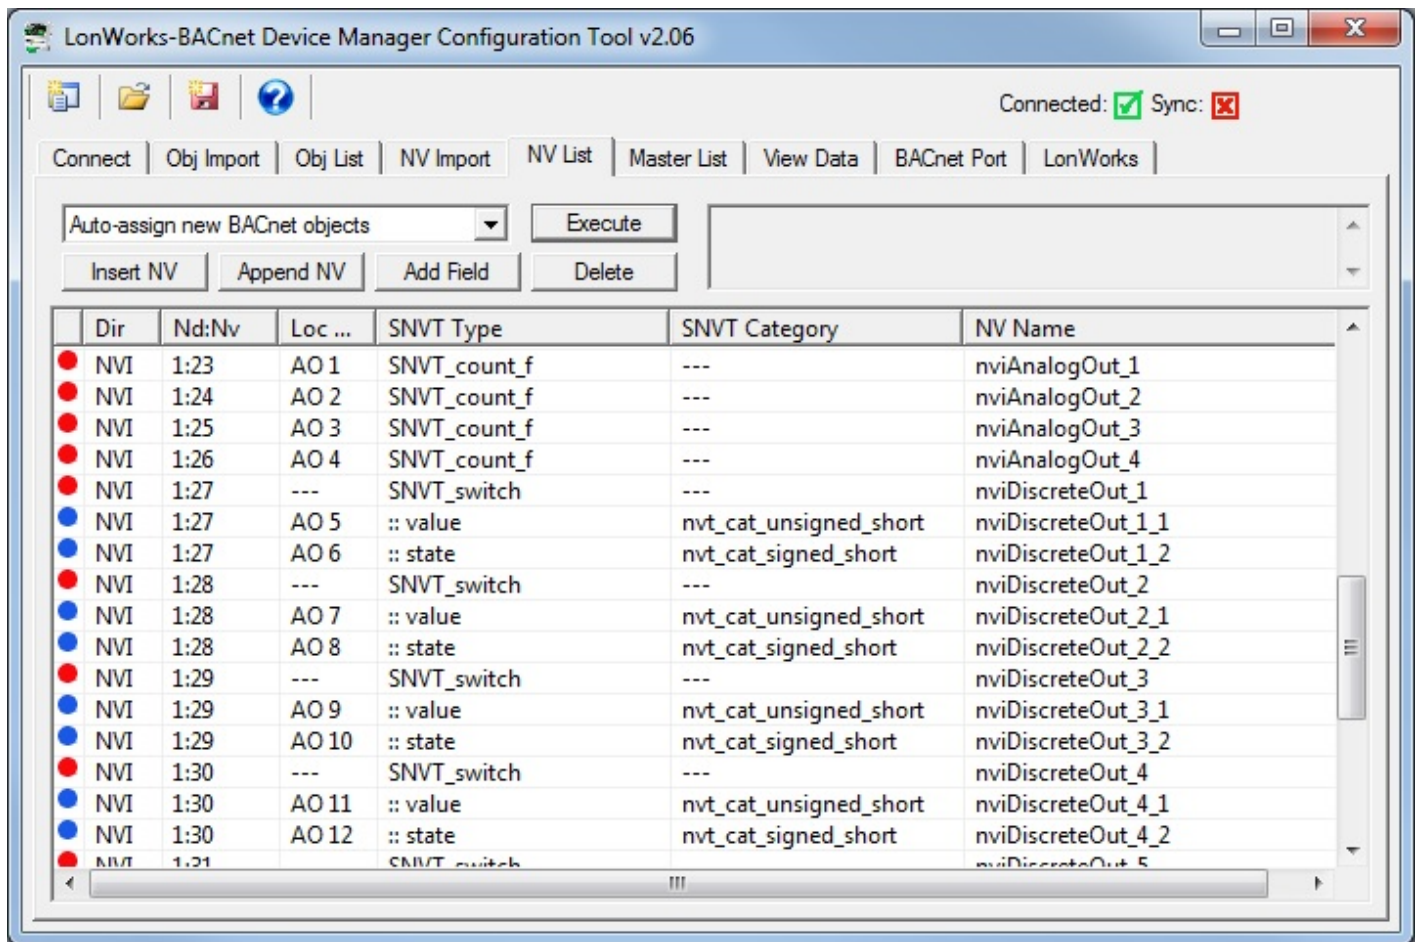 LonWorks-BACnet Device Manager Configuration Tool v2.06
Connected: Sync:
Connect Obj Import Obj List NV Import NV List Master List View Data BACnet Port LonWorks
Auto-assign new BACnet objects Execute
Insert NV Append NV Add Field Delete
Dir Nd:Nv Loc ... SNVT Type SNVT Category NV Name
NVI 1:23 AO 1 SNVT_count_f --- nviAnalogOut_1
NVI 1:24 AO 2 SNVT_count_f --- nviAnalogOut_2
NVI 1:25 AO 3 SNVT_count_f --- nviAnalogOut_3
NVI 1:26 AO 4 SNVT_count_f --- nviAnalogOut_4
NVI 1:27 --- SNVT_switch --- nviDiscreteOut_1
NVI 1:27 AO 5 :: value nvt_cat_unsigned_short nviDiscreteOut_1_1
NVI 1:27 AO 6 :: state nvt_cat_signed_short nviDiscreteOut_1_2
NVI 1:28 --- SNVT_switch --- nviDiscreteOut_2
NVI 1:28 AO 7 :: value nvt_cat_unsigned_short nviDiscreteOut_2_1
NVI 1:28 AO 8 :: state nvt_cat_signed_short nviDiscreteOut_2_2
NVI 1:29 --- SNVT_switch --- nviDiscreteOut_3
NVI 1:29 AO 9 :: value nvt_cat_unsigned_short nviDiscreteOut_3_1
NVI 1:29 AO 10 :: state nvt_cat_signed_short nviDiscreteOut_3_2
NVI 1:30 --- SNVT_switch --- nviDiscreteOut_4
NVI 1:30 AO 11 :: value nvt_cat_unsigned_short nviDiscreteOut_4_1
NVI 1:30 AO 12 :: state nvt_cat_signed_short nviDiscreteOut_4_2
NVI 1:31 SNVT_switch nviDiscreteOut_5